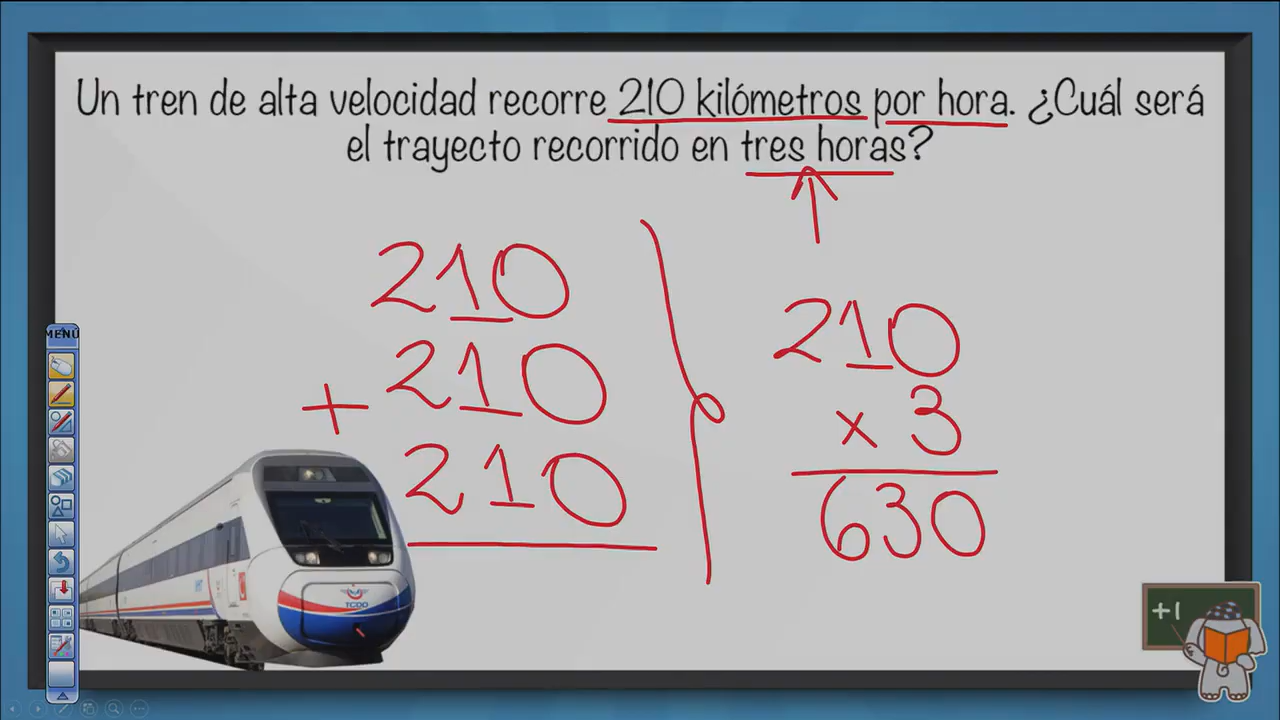 Un tren de alta velocidad recorre 210 kilómetros por hora. ¿Cuál será
el trayecto recorrido en tres horas?
210
210
+ 210
210
x 3
630
MENÚ
TCDD
+1